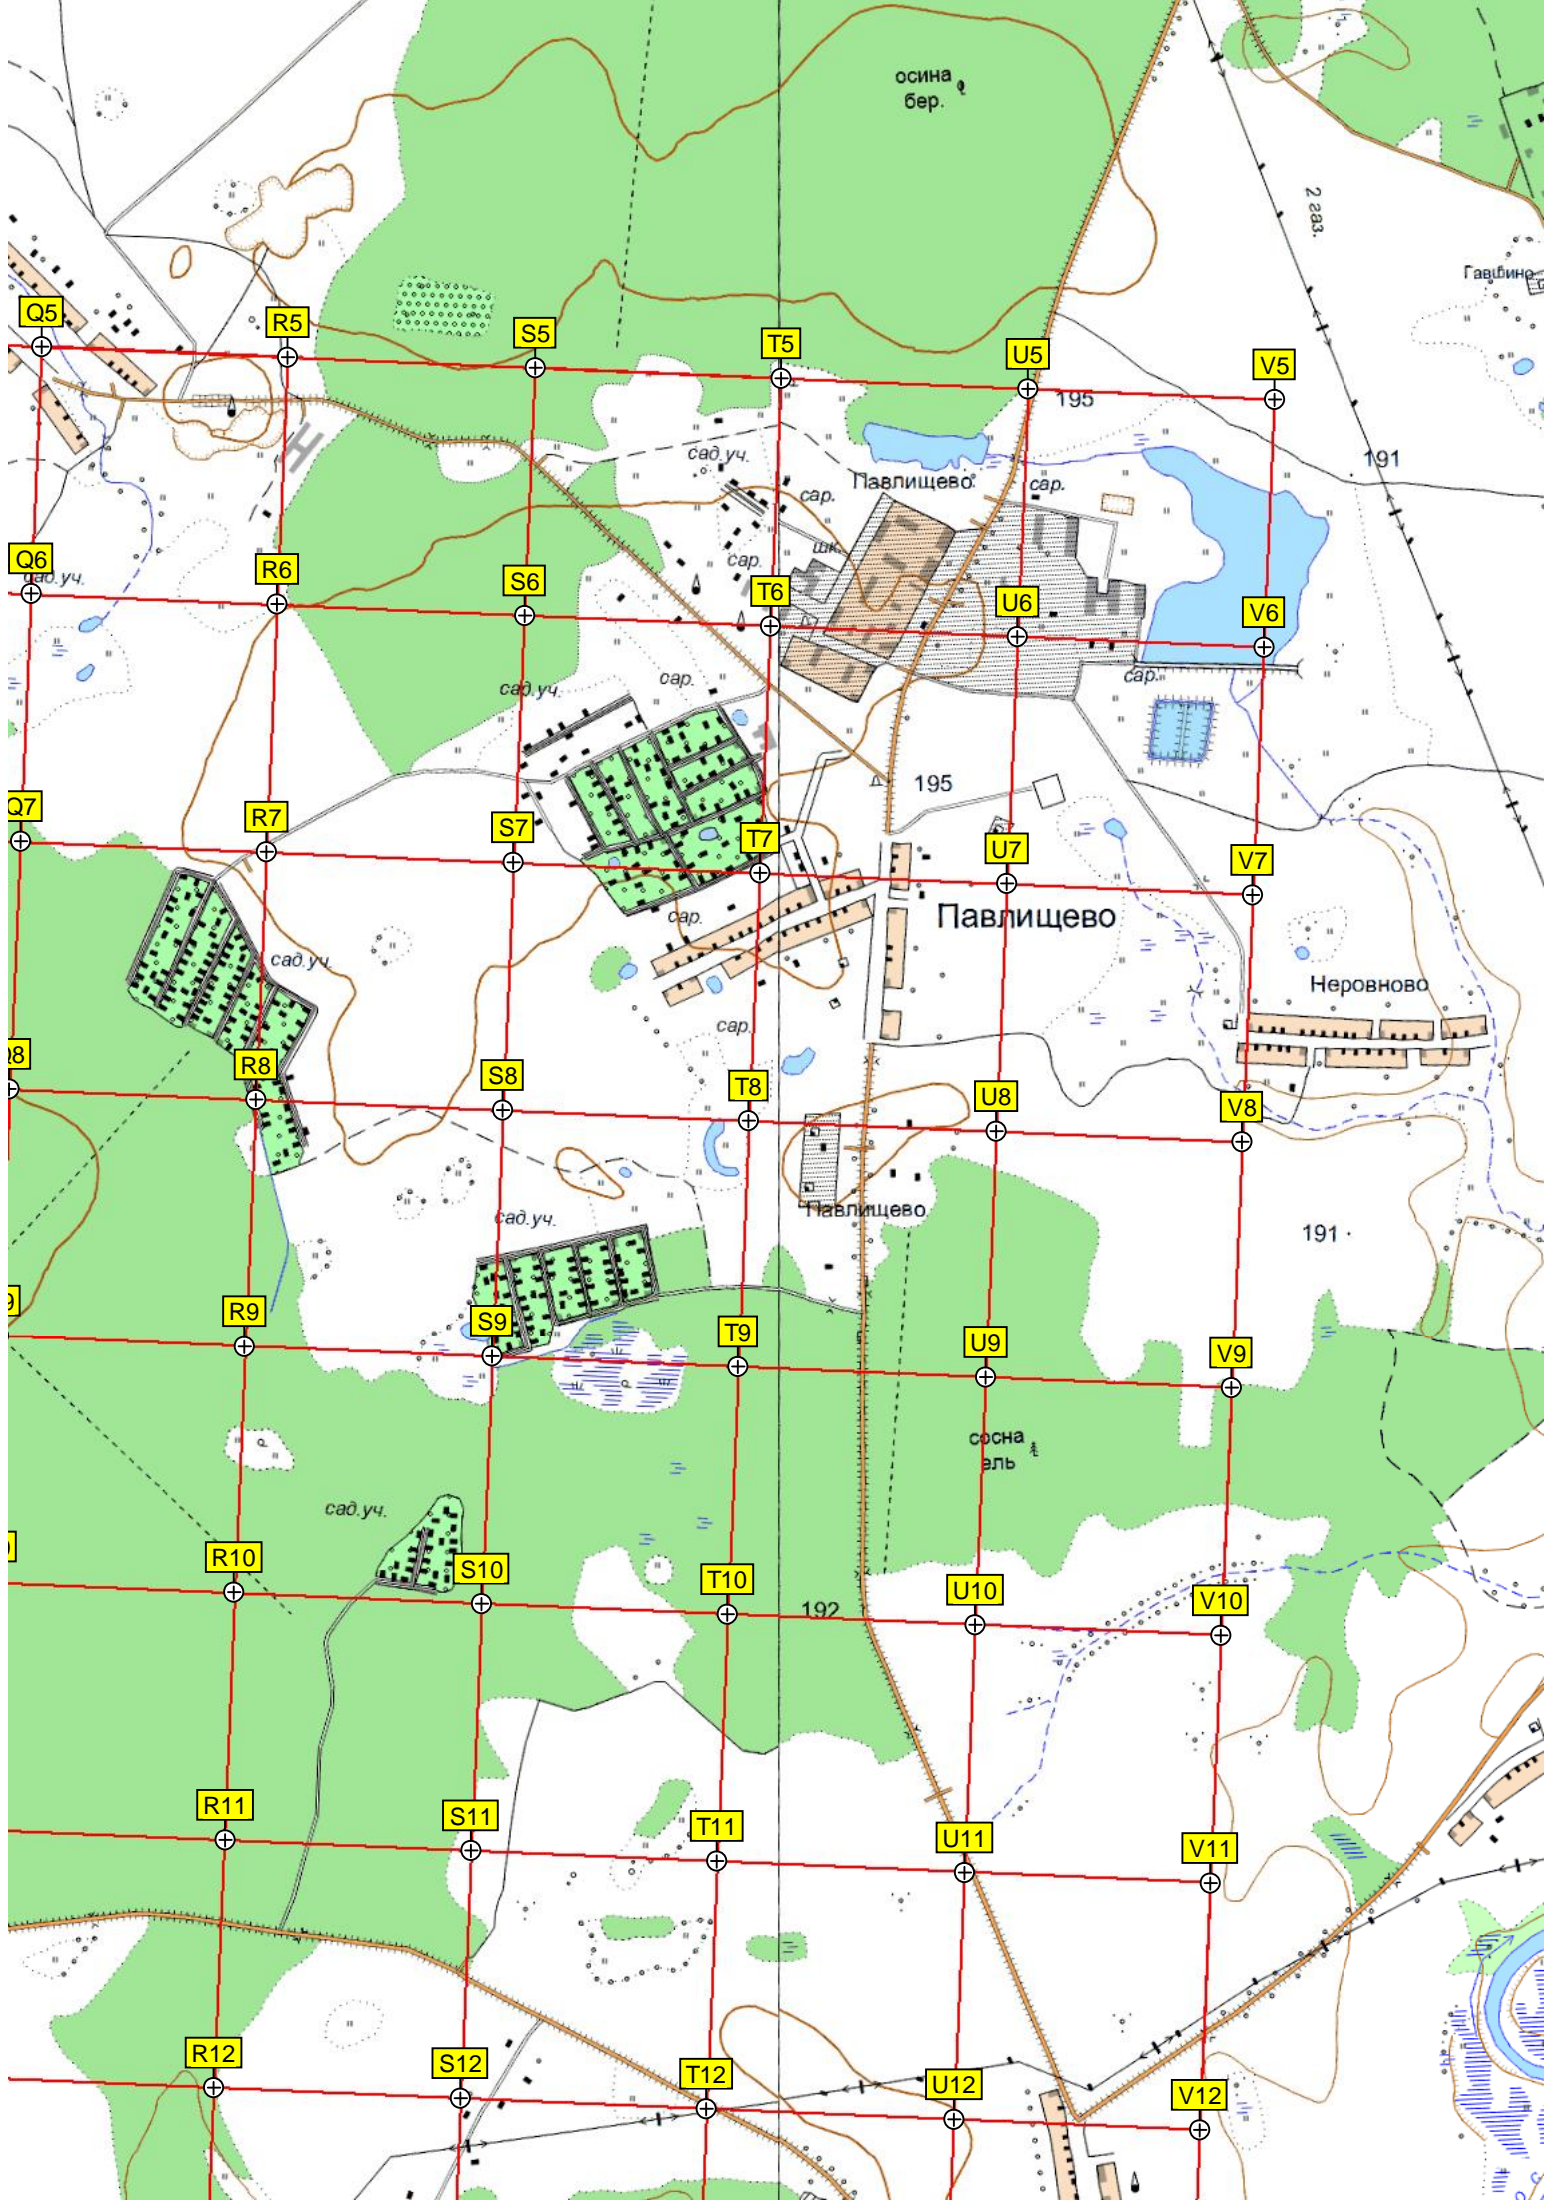 осина
бер.
2 газ.
Гавшино
Q5
R5
S5
T5
U5
V5
195
сад.уч.
191
Павлищево
сар.
сар.
шк.
сар.
Q6
сад.уч.
R6
S6
T6
U6
V6
сад.уч.
сар.
сар.
195
Q7
R7
S7
T7
U7
V7
сар.
Павлищево
сад.уч.
Неровново
сар.
R8
S8
T8
U8
V8
Павлищево
сад.уч.
191
R9
S9
T9
U9
V9
сосна
ель
сад.уч.
R10
S10
T10
192
U10
V10
R11
S11
T11
U11
V11
R12
S12
T12
U12
V12